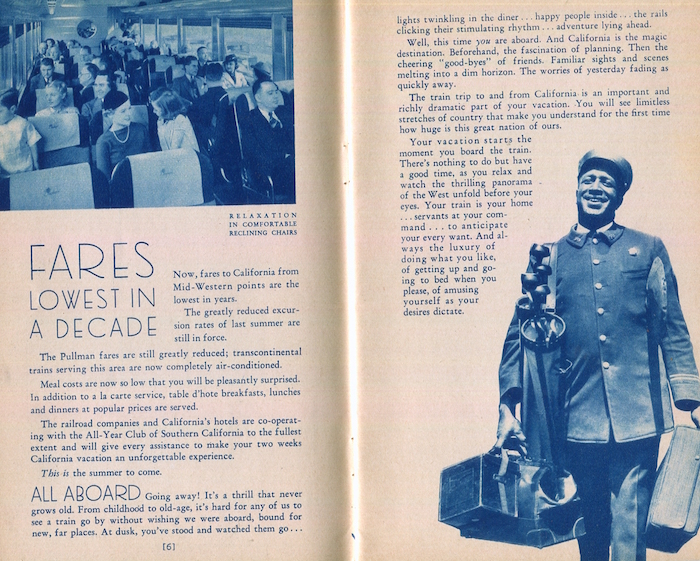 RELAXATION
IN COMFORTABLE
RECLINING CHAIRS
FARES
LOWEST IN
A DECADE
Now, fares to California from
Mid-Western points are the
lowest in years.
The greatly reduced excur-
sion rates of last summer are
still in force.
The Pullman fares are still greatly reduced; transcontinental
trains serving this area are now completely air-conditioned.
Meal costs are now so low that you will be pleasantly surprised.
In addition to a la carte service, table d'hote breakfasts, lunches
and dinners at popular prices are served.
The railroad companies and California's hotels are co-operat-
ing with the All-Year Club of Southern California to the fullest
extent and will give every assistance to make your two weeks
California vacation an unforgettable experience.
This is the summer to come.
ALL ABOARD Going away! It's a thrill that never
grows old. From childhood to old-age, it's hard for any of us to
see a train go by without wishing we were aboard, bound for
new, far places. At dusk, you've stood and watched them go...
[6]
lights twinkling in the diner... happy people inside... the rails
clicking their stimulating rhythm... adventure lying ahead.
Well, this time you are aboard. And California is the magic
destination. Beforehand, the fascination of planning. Then the
cheering "good-byes" of friends. Familiar sights and scenes
melting into a dim horizon. The worries of yesterday fading as
quickly away.
The train trip to and from California is an important and
richly dramatic part of your vacation. You will see limitless
stretches of country that make you understand for the first time
how huge is this great nation of ours.
Your vacation starts the
moment you board the train.
There's nothing to do but have
a good time, as you relax and
watch the thrilling panorama
of the West unfold before your
eyes. Your train is your home
...servants at your com-
mand... to anticipate
your every want. And al-
ways the luxury of
doing what you like,
of getting up and go-
ing to bed when you
please, of amusing
yourself as your
desires dictate.